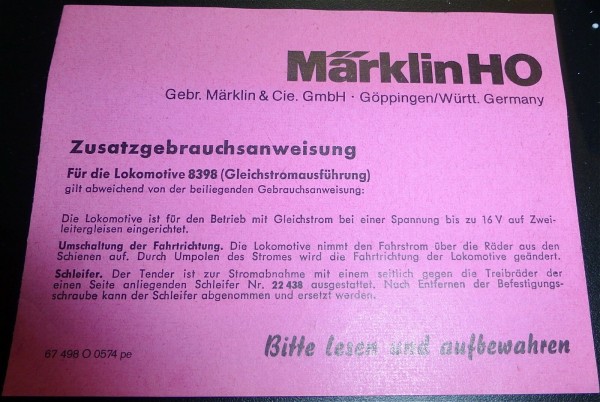 Märklin HO
Gebr. Märklin & Cie. GmbH · Göppingen/Württ. Germany
Zusatzgebrauchsanweisung
Für die Lokomotive 8398 (Gleichstromausführung)
gilt abweichend von der beiliegenden Gebrauchsanweisung:
Die Lokomotive ist für den Betrieb mit Gleichstrom bei einer Spannung bis zu 16 V auf Zwei-
leitergleisen eingerichtet.
Umschaltung der Fahrtrichtung. Die Lokomotive nimmt den Fahrstrom über die Räder aus den
Schienen auf. Durch Umpolen des Stromes wird die Fahrtrichtung der Lokomotive geändert.
Schleifer. Der Tender ist zur Stromabnahme mit einem seitlich gegen die Treibräder der
einen Seite anliegenden Schleifer Nr. 22 438 ausgestattet. Nach Entfernen der Befestigungs-
schraube kann der Schleifer abgenommen und ersetzt werden.
67 498 O 0574 pe
Bitte lesen und aufbewahren